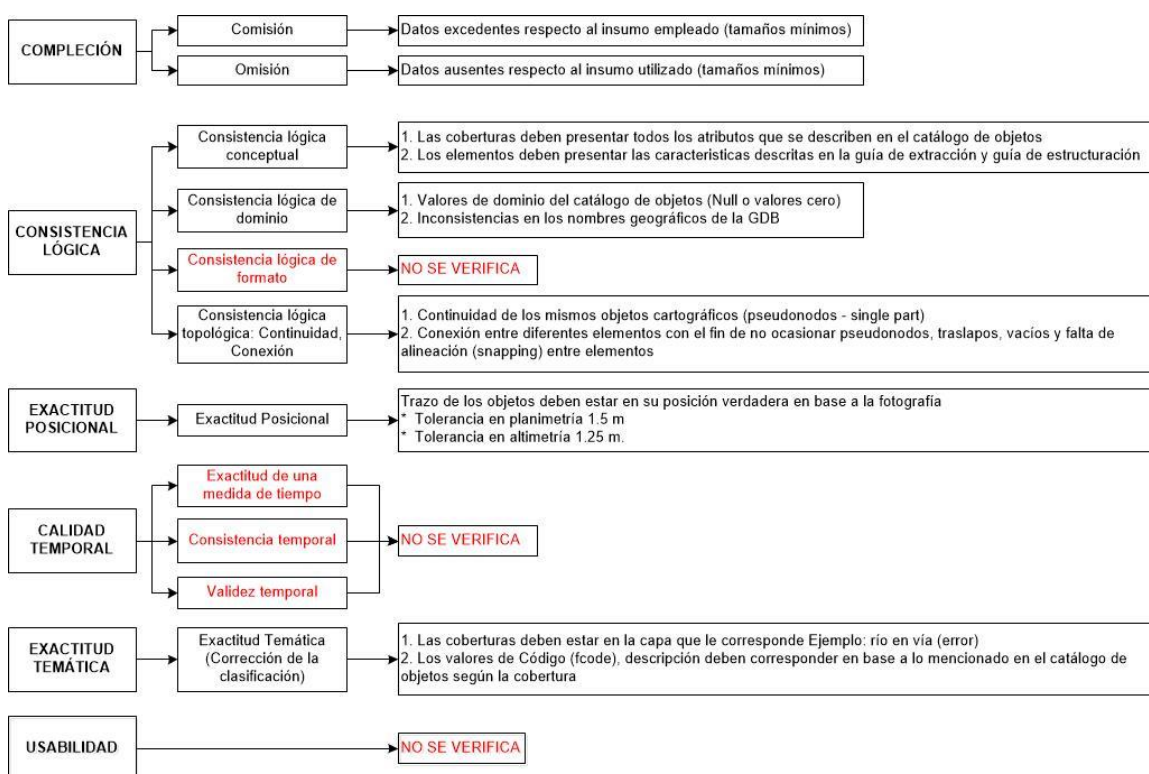 COMPLECIÓN
Comisión
Datos excedentes respecto al insumo empleado (tamaños mínimos)
Omisión
Datos ausentes respecto al insumo utilizado (tamaños mínimos)
CONSISTENCIA
LÓGICA
Consistencia lógica
conceptual
1. Las coberturas deben presentar todos los atributos que se describen en el catálogo de objetos
2. Los elementos deben presentar las caracteristicas descritas en la guía de extracción y guía de estructuración
Consistencia lógica de
dominio
1. Valores de dominio del catálogo de objetos (Null o valores cero)
2. Inconsistencias en los nombres geográficos de la GDB
Consistencia lógica de
formato
NO SE VERIFICA
Consistencia lógica
topológica: Continuidad,
Conexión
1. Continuidad de los mismos objetos cartográficos (pseudonodos - single part)
2. Conexión entre diferentes elementos con el fin de no ocasionar pseudonodos, traslapos, vacíos y falta de
alineación (snapping) entre elementos
EXACTITUD
POSICIONAL
Exactitud Posicional
Trazo de los objetos deben estar en su posición verdadera en base a la fotografía
* Tolerancia en planimetría 1.5 m
* Tolerancia en altimetría 1.25 m.
CALIDAD
TEMPORAL
Exactitud de una
medida de tiempo
Consistencia temporal
Validez temporal
NO SE VERIFICA
EXACTITUD
TEMÁTICA
Exactitud Temática
(Corrección de la
clasificación)
1. Las coberturas deben estar en la capa que le corresponde Ejemplo: río en vía (error)
2. Los valores de Código (fcode), descripción deben corresponder en base a lo mencionado en el catálogo de
objetos según la cobertura
USABILIDAD
NO SE VERIFICA